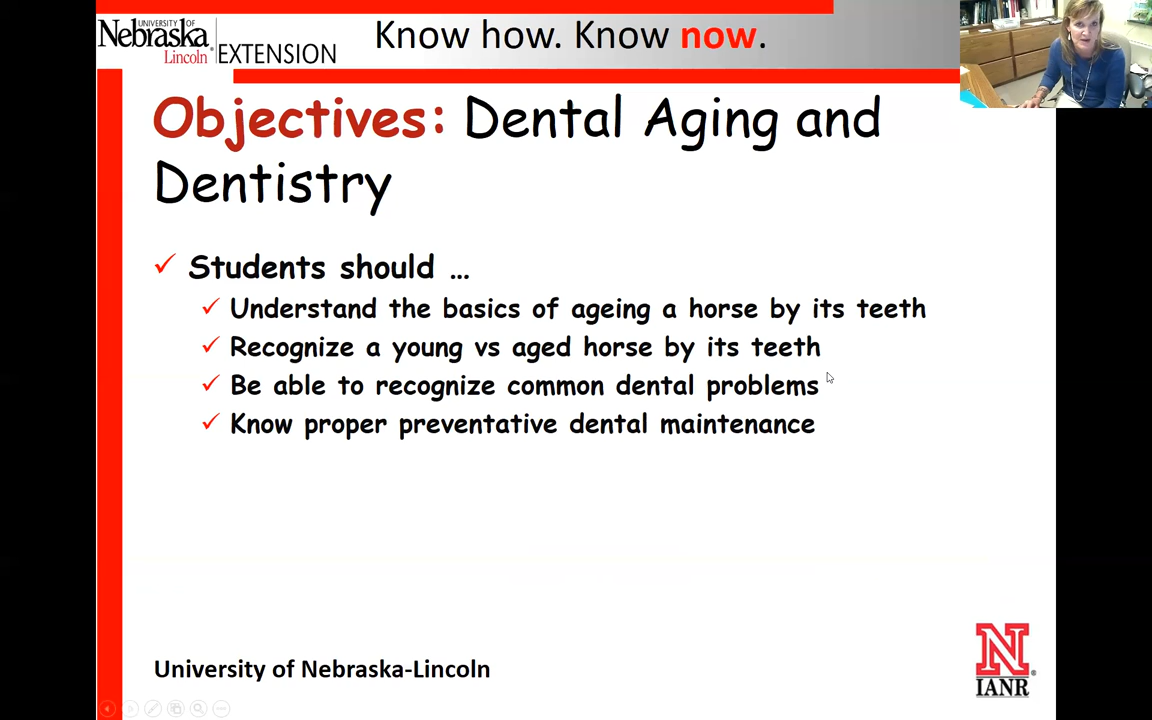 UNIVERSITY OF
Nebraska
Lincoln
EXTENSION
Know how. Know now.
Objectives: Dental Aging and
Dentistry
Students should …
Understand the basics of ageing a horse by its teeth
Recognize a young vs aged horse by its teeth
Be able to recognize common dental problems
Know proper preventative dental maintenance
University of Nebraska-Lincoln
N
IANR